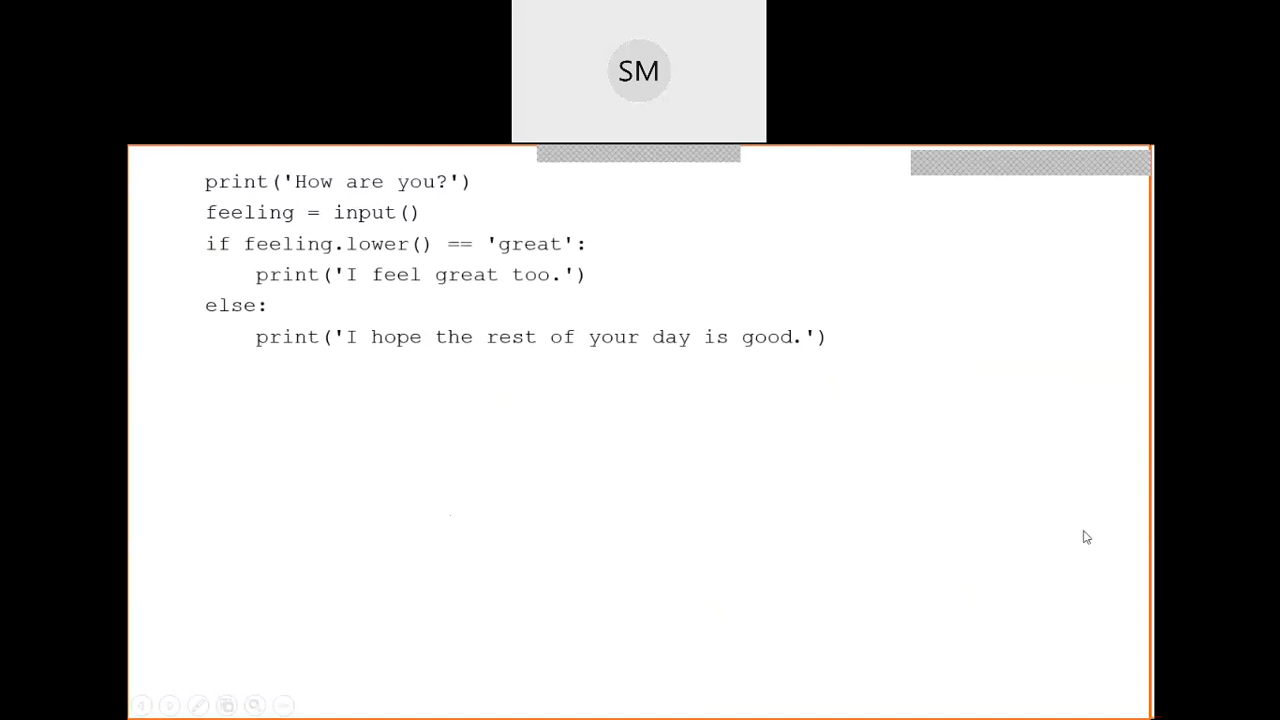 SM
print('How are you?')
feeling = input()
if feeling.lower() == 'great':
    print('I feel great too.')
else:
    print('I hope the rest of your day is good.')